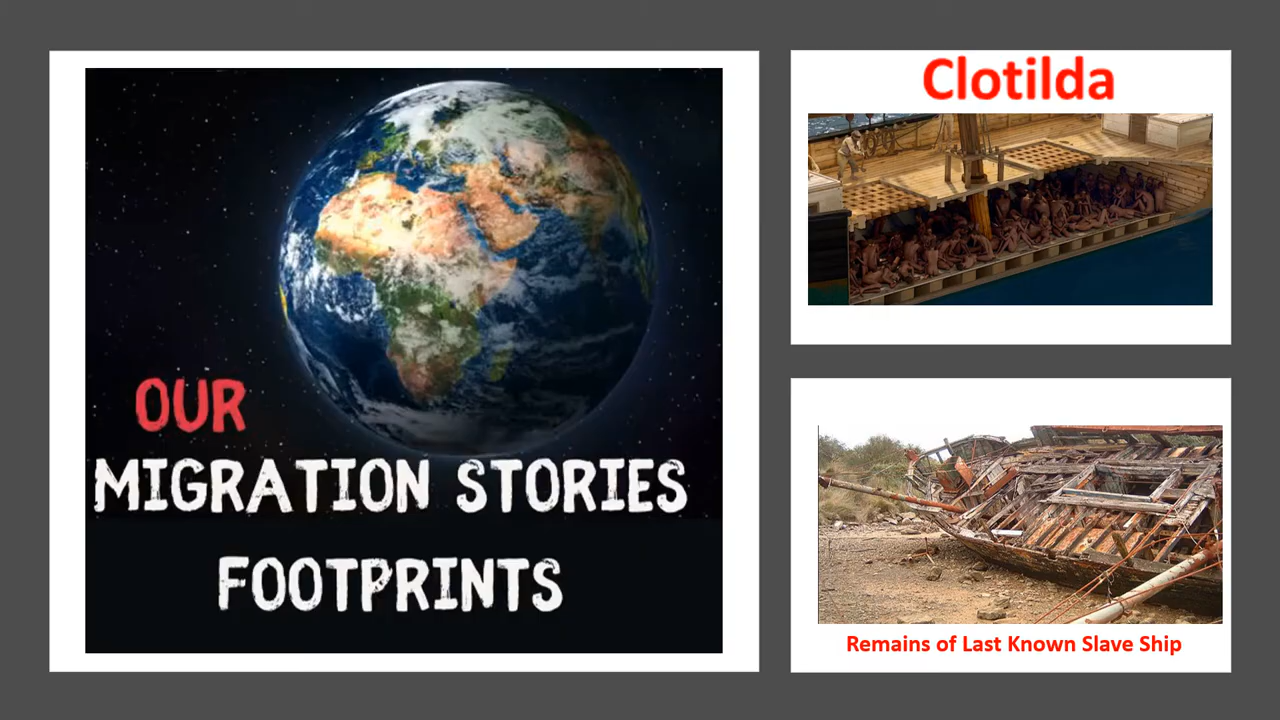 OUR
MIGRATION STORIES
FOOTPRINTS
Clotilda
Remains of Last Known Slave Ship